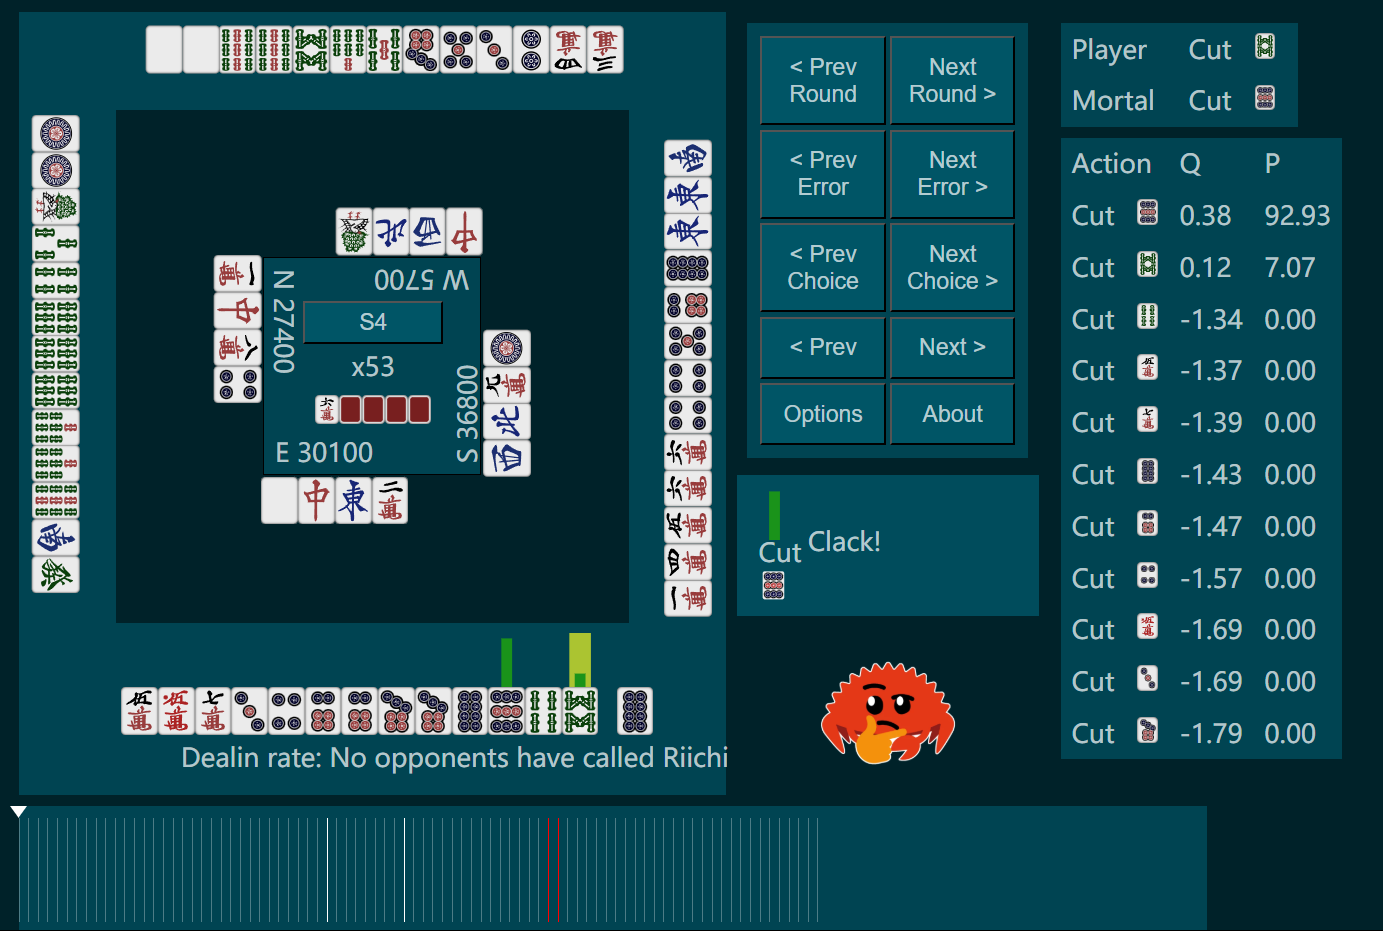 W 5700
N 27400
S4
x53
S 36800
E 30100
Dealin rate: No opponents have called Riichi
< Prev
Round
Next
Round >
< Prev
Error
Next
Error >
< Prev
Choice
Next
Choice >
< Prev
Next >
Options
About
Cut
Clack!
Player Cut
Mortal Cut
Action Q P
Cut 0.38 92.93
Cut 0.12 7.07
Cut -1.34 0.00
Cut -1.37 0.00
Cut -1.39 0.00
Cut -1.43 0.00
Cut -1.47 0.00
Cut -1.57 0.00
Cut -1.69 0.00
Cut -1.69 0.00
Cut -1.79 0.00